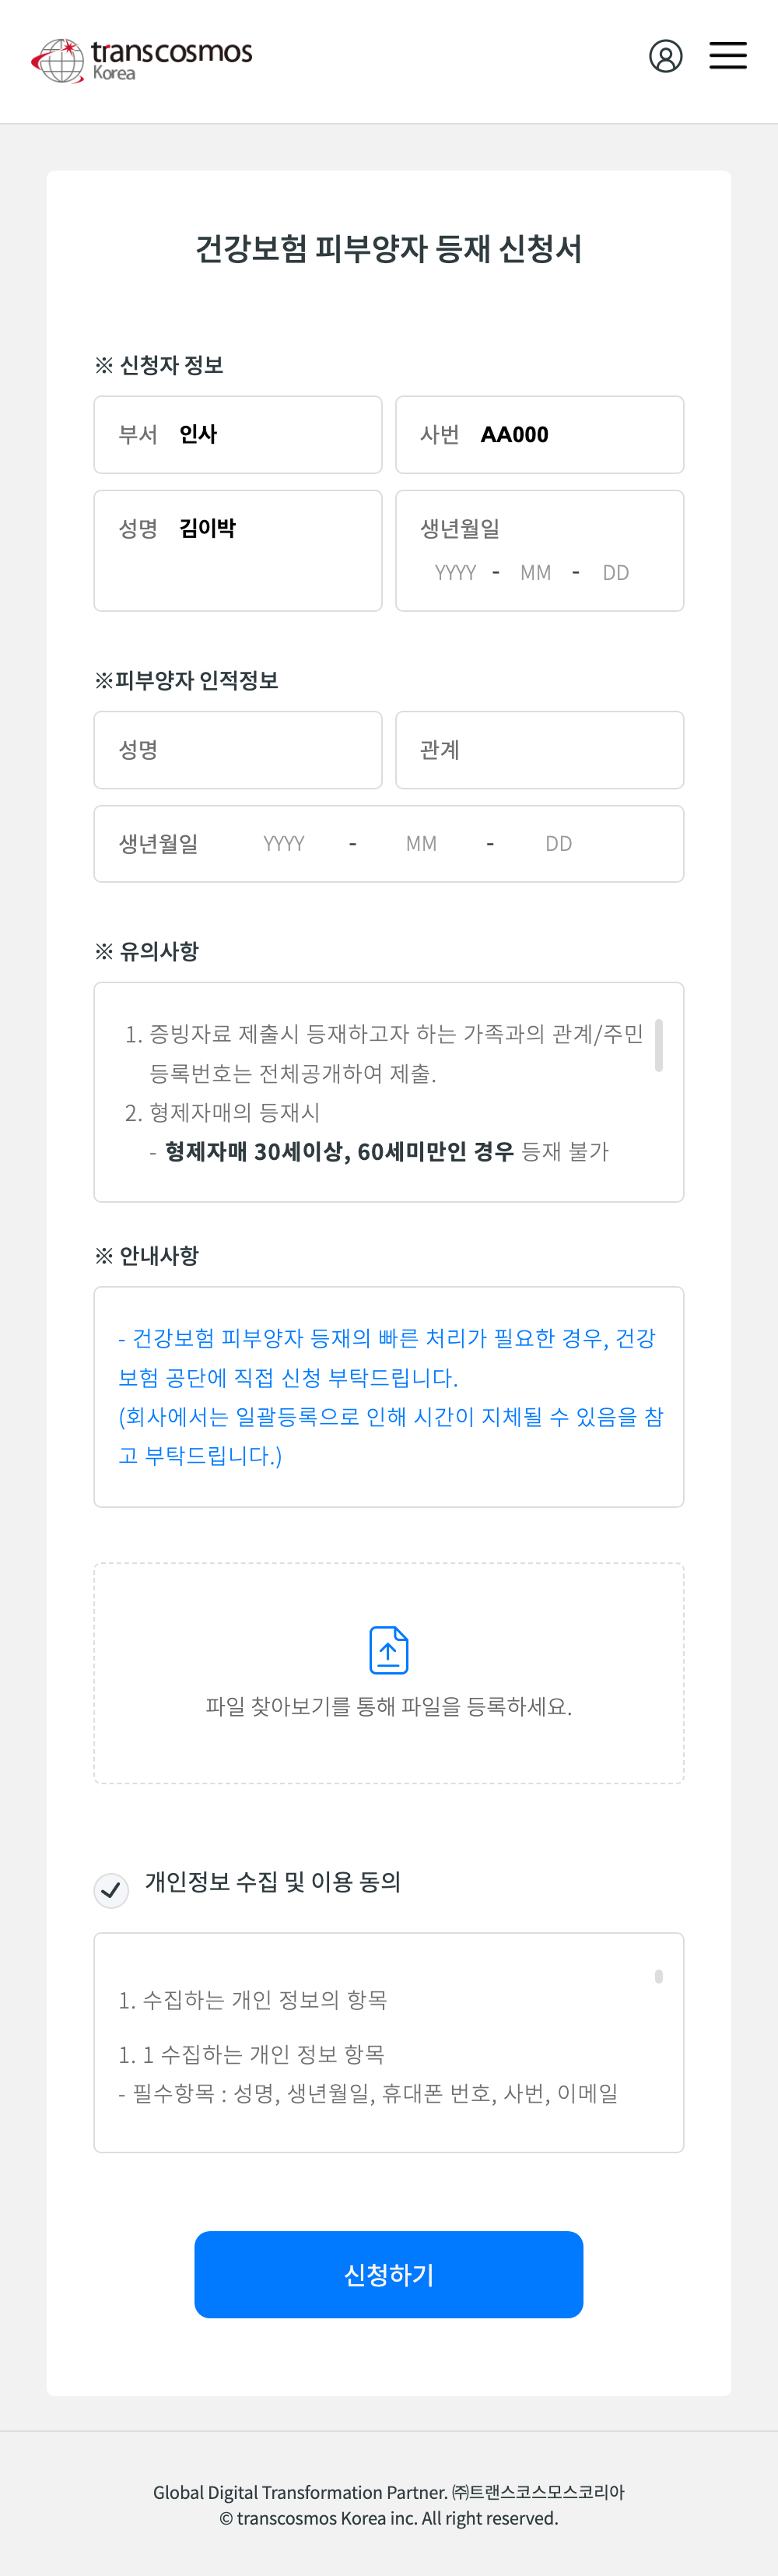 transcosmos
Korea
건강보험 피부양자 등재 신청서
※ 신청자 정보
부서 인사
사번 AA000
성명 김이박
생년월일
YYYY - MM - DD
※피부양자 인적정보
성명
관계
생년월일 YYYY - MM - DD
※ 유의사항
1. 증빙자료 제출시 등재하고자 하는 가족과의 관계/주민
등록번호는 전체공개하여 제출.
2. 형제자매의 등재시
- 형제자매 30세이상, 60세미만인 경우 등재 불가
※ 안내사항
- 건강보험 피부양자 등재의 빠른 처리가 필요한 경우, 건강
보험 공단에 직접 신청 부탁드립니다.
(회사에서는 일괄등록으로 인해 시간이 지체될 수 있음을 참
고 부탁드립니다.)
파일 찾아보기를 통해 파일을 등록하세요.
개인정보 수집 및 이용 동의
1. 수집하는 개인 정보의 항목
1. 1 수집하는 개인 정보 항목
- 필수항목 : 성명, 생년월일, 휴대폰 번호, 사번, 이메일
신청하기
Global Digital Transformation Partner. ㈜트랜스코스모스코리아
© transcosmos Korea inc. All right reserved.